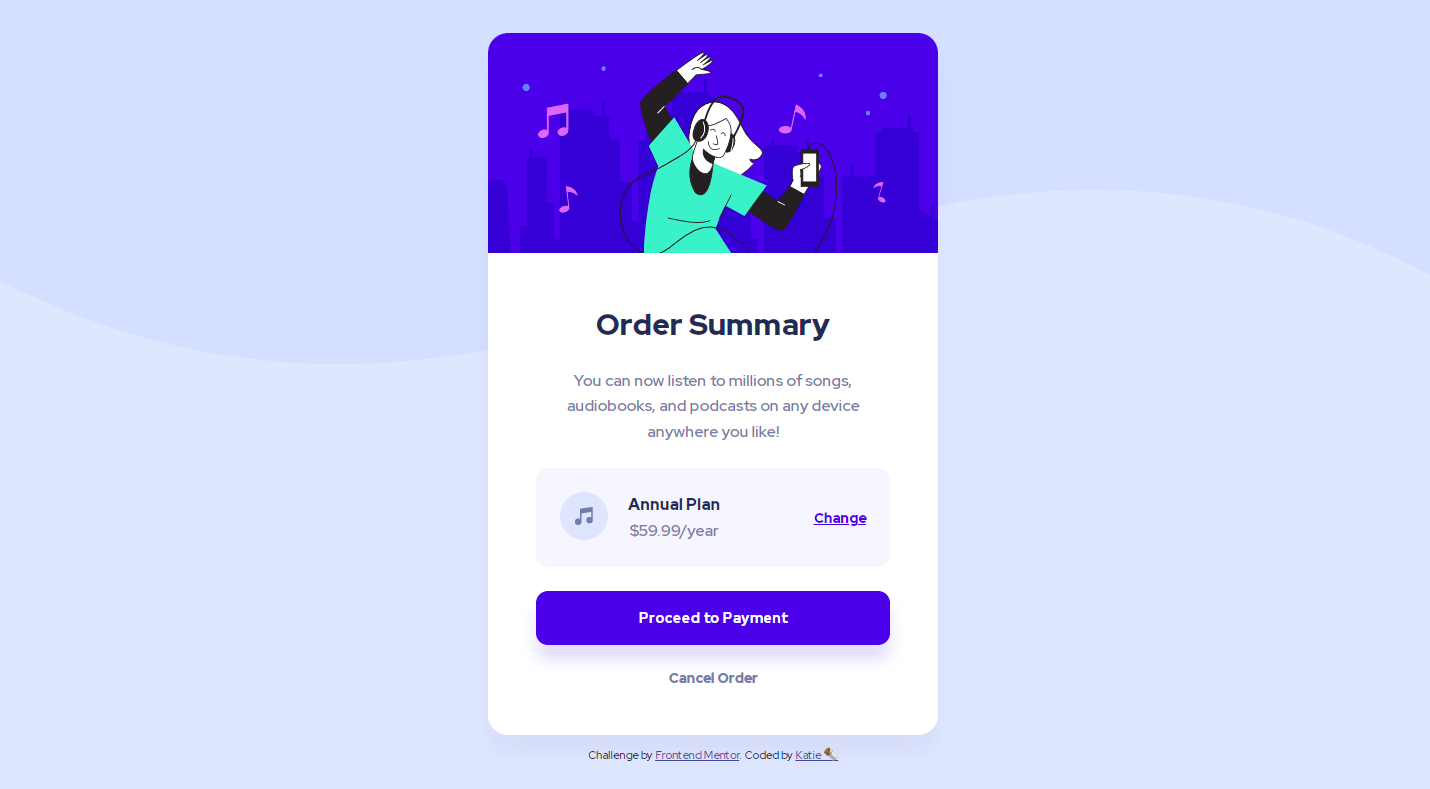 Order Summary
You can now listen to millions of songs,
audiobooks, and podcasts on any device
anywhere you like!
Annual Plan
$59.99/year
Change
Proceed to Payment
Cancel Order
Challenge by Frontend Mentor. Coded by Katie